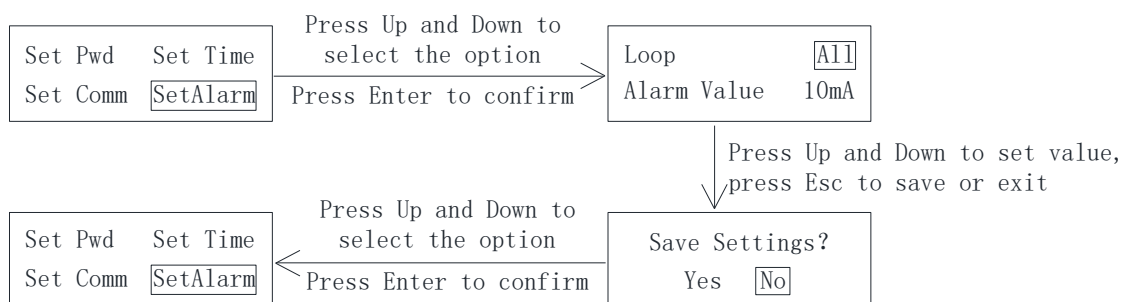 Set Pwd Set Time
Set Comm SetAlarm
Press Up and Down to
select the option
Press Enter to confirm
Loop All
Alarm Value 10mA
Press Up and Down to set value,
press Esc to save or exit
Save Settings?
Yes No
Press Up and Down to
select the option
Press Enter to confirm
Set Pwd Set Time
Set Comm SetAlarm